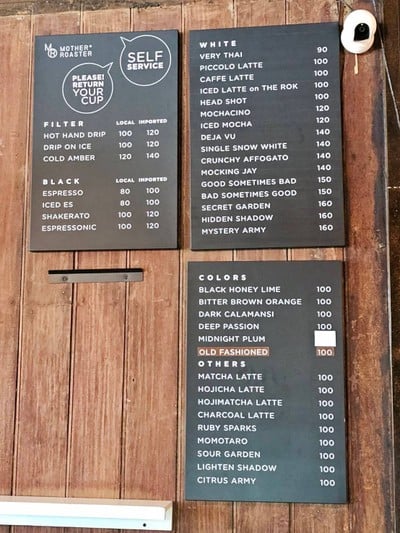 MOTHER ROASTER
PLEASE!
RETURN
YOUR
CUP
SELF
SERVICE
FILTER LOCAL IMPORTED
HOT HAND DRIP 100 120
DRIP ON ICE 100 120
COLD AMBER 120 140
BLACK LOCAL IMPORTED
ESPRESSO 80 100
ICED ES 80 100
SHAKERATO 100 120
ESPRESSONIC 100 120
WHITE
VERY THAI 90
PICCOLO LATTE 100
CAFFE LATTE 100
ICED LATTE on THE ROK 100
HEAD SHOT 100
MOCHACINO 120
ICED MOCHA 120
DEJA VU 140
SINGLE SNOW WHITE 140
CRUNCHY AFFOGATO 140
MOCKING JAY 140
GOOD SOMETIMES BAD 150
BAD SOMETIMES GOOD 150
SECRET GARDEN 160
HIDDEN SHADOW 160
MYSTERY ARMY 160
COLORS
BLACK HONEY LIME 100
BITTER BROWN ORANGE 100
DARK CALAMANSI 100
DEEP PASSION 100
MIDNIGHT PLUM
OLD FASHIONED 100
OTHERS
MATCHA LATTE 100
HOJICHA LATTE 100
HOJIMATCHA LATTE 100
CHARCOAL LATTE 100
RUBY SPARKS 100
MOMOTARO 100
SOUR GARDEN 100
LIGHTEN SHADOW 100
CITRUS ARMY 100